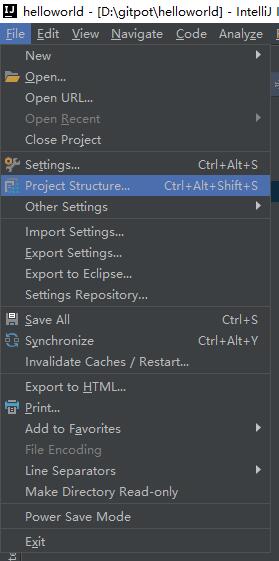 helloworld - [D:\gitpot\helloworld] - IntelliJ
File Edit View Navigate Code Analyze
New
Open...
Open URL...
Open Recent
Close Project
Settings... Ctrl+Alt+S
Project Structure... Ctrl+Alt+Shift+S
Other Settings
Import Settings...
Export Settings...
Export to Eclipse...
Settings Repository...
Save All Ctrl+S
Synchronize Ctrl+Alt+Y
Invalidate Caches / Restart...
Export to HTML...
Print...
Add to Favorites
File Encoding
Line Separators
Make Directory Read-only
Power Save Mode
Exit